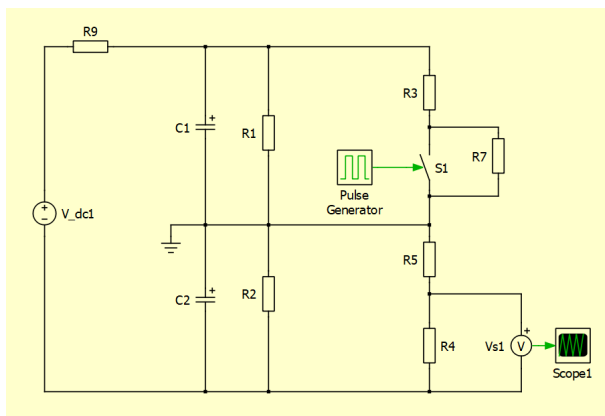 R9
R3
C1
R1
R7
S1
Pulse
Generator
V_dc1
R5
C2
R2
R4
Vs1
V
Scope1